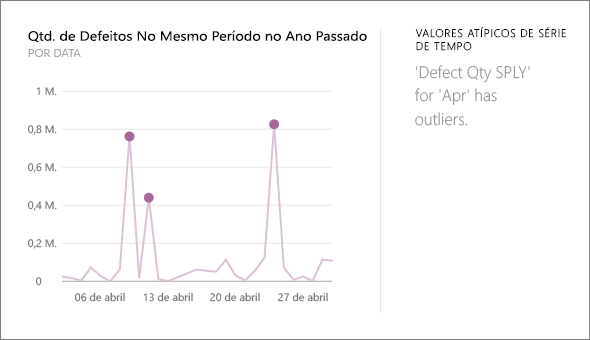 Qtd. de Defeitos No Mesmo Período no Ano Passado
POR DATA
1 M.
0,8 M.
0,6 M.
0,4 M.
0,2 M.
0
06 de abril
13 de abril
20 de abril
27 de abril
VALORES ATÍPICOS DE SÉRIE
DE TEMPO
'Defect Qty SPLY'
for 'Apr' has
outliers.